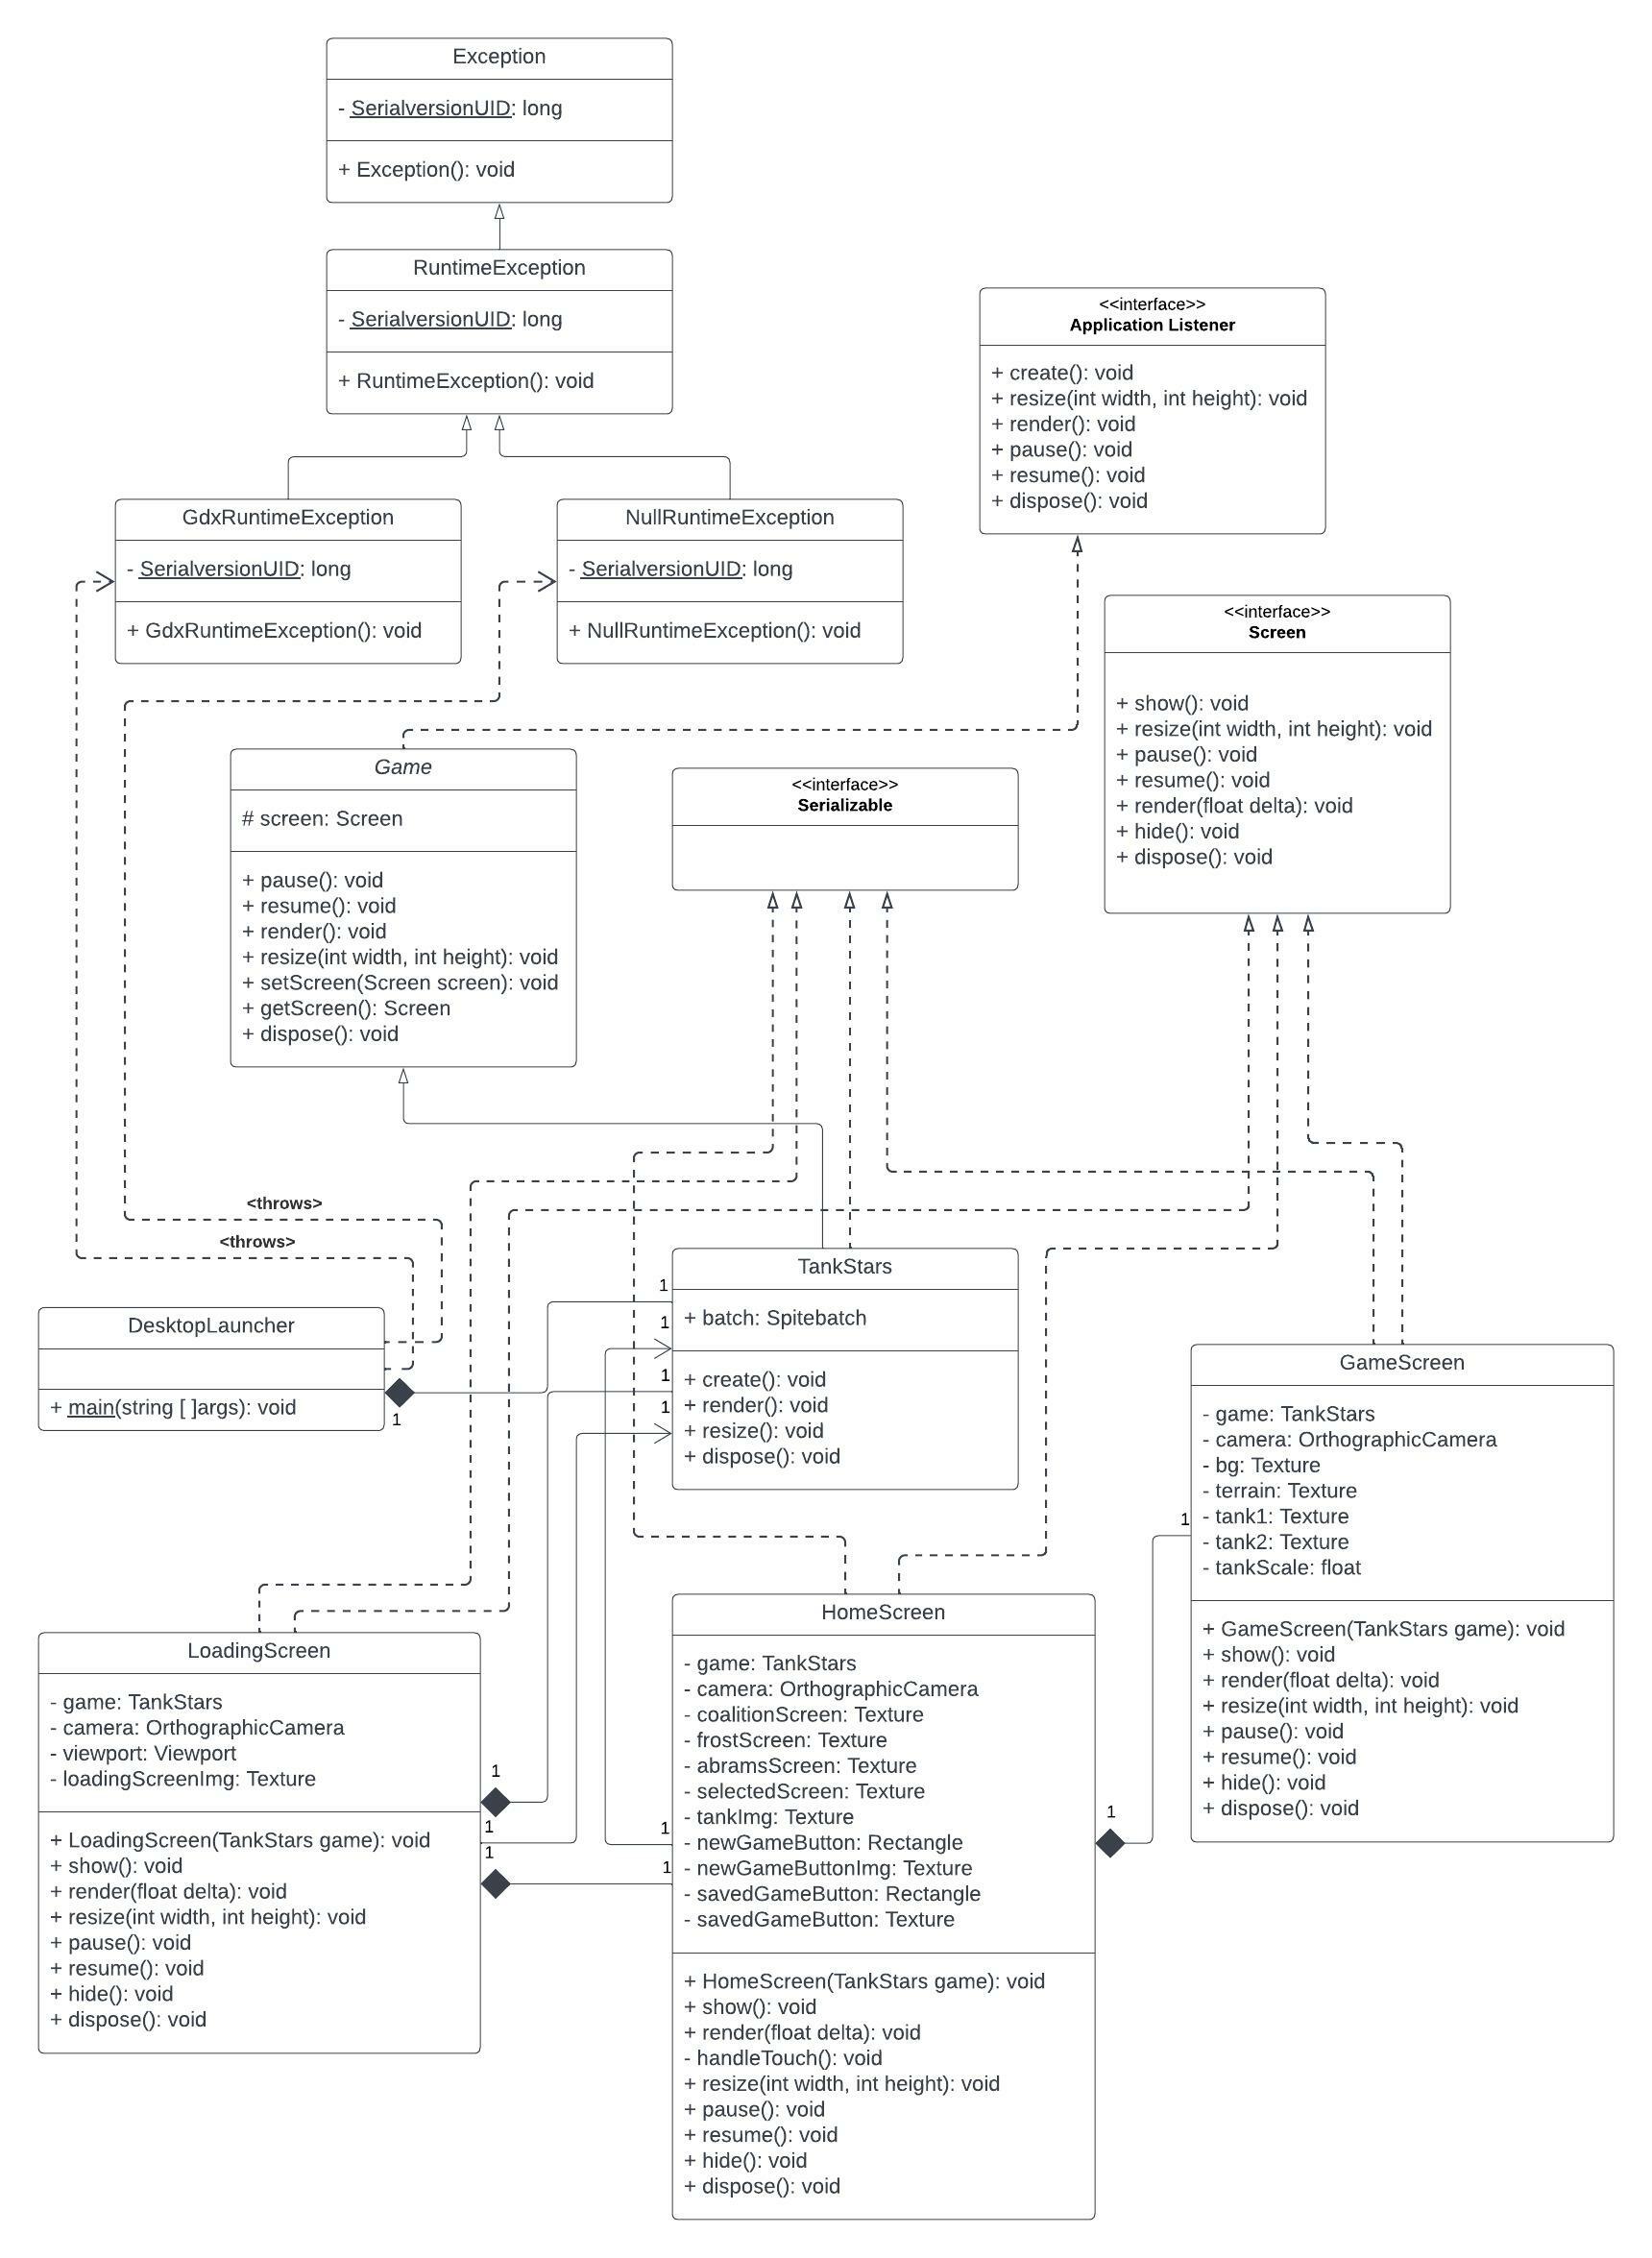 Exception
- SerialversionUID: long
+ Exception(): void
RuntimeException
- SerialversionUID: long
+ RuntimeException(): void
<<interface>>
Application Listener
+ create(): void
+ resize(int width, int height): void
+ render(): void
+ pause(): void
+ resume(): void
+ dispose(): void
GdxRuntimeException
- SerialversionUID: long
+ GdxRuntimeException(): void
NullRuntimeException
- SerialversionUID: long
+ NullRuntimeException(): void
<<interface>>
Screen
+ show(): void
+ resize(int width, int height): void
+ pause(): void
+ resume(): void
+ render(float delta): void
+ hide(): void
+ dispose(): void
Game
# screen: Screen
+ pause(): void
+ resume(): void
+ render(): void
+ resize(int width, int height): void
+ setScreen(Screen screen): void
+ getScreen(): Screen
+ dispose(): void
<<interface>>
Serializable
<throws>
<throws>
DesktopLauncher
+ main(string [ ]args): void
1
1
1
1
1
TankStars
+ batch: Spitebatch
+ create(): void
+ render(): void
+ resize(): void
+ dispose(): void
GameScreen
- game: TankStars
- camera: OrthographicCamera
- bg: Texture
- terrain: Texture
- tank1: Texture
- tank2: Texture
- tankScale: float
+ GameScreen(TankStars game): void
+ show(): void
+ render(float delta): void
+ resize(int width, int height): void
+ pause(): void
+ resume(): void
+ hide(): void
+ dispose(): void
1
LoadingScreen
- game: TankStars
- camera: OrthographicCamera
- viewport: Viewport
- loadingScreenImg: Texture
+ LoadingScreen(TankStars game): void
+ show(): void
+ render(float delta): void
+ resize(int width, int height): void
+ pause(): void
+ resume(): void
+ hide(): void
+ dispose(): void
1
1
1
1
1
HomeScreen
- game: TankStars
- camera: OrthographicCamera
- coalitionScreen: Texture
- frostScreen: Texture
- abramsScreen: Texture
- selectedScreen: Texture
- tankImg: Texture
- newGameButton: Rectangle
- newGameButtonImg: Texture
- savedGameButton: Rectangle
- savedGameButton: Texture
+ HomeScreen(TankStars game): void
+ show(): void
+ render(float delta): void
- handleTouch(): void
+ resize(int width, int height): void
+ pause(): void
+ resume(): void
+ hide(): void
+ dispose(): void
1